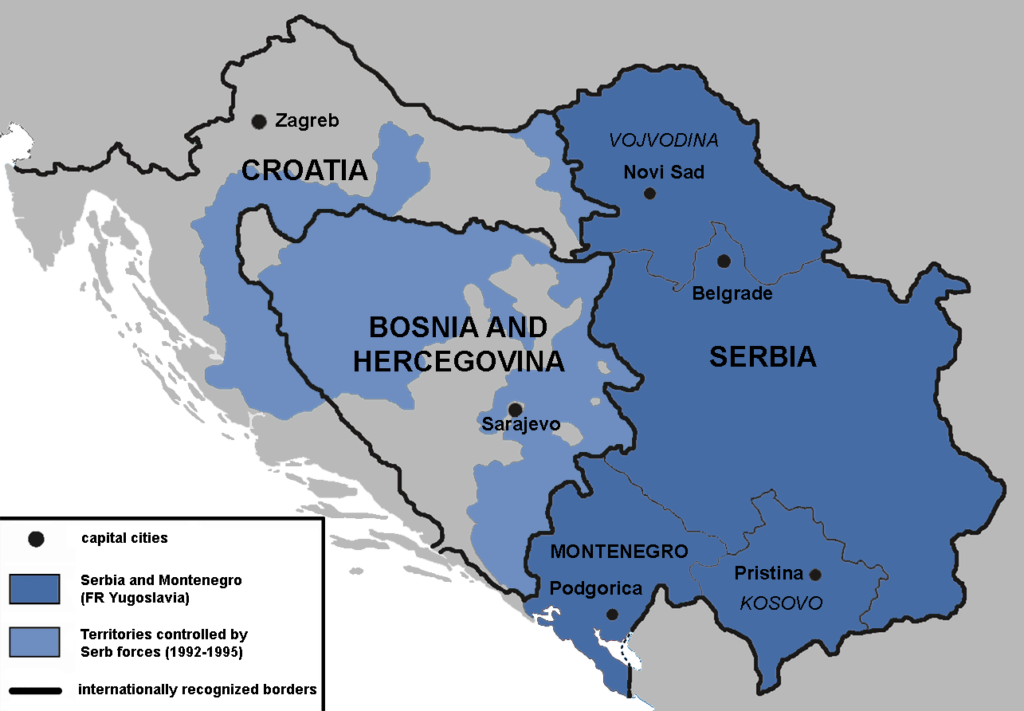 VOJVODINA
Novi Sad
Zagreb
CROATIA
Belgrade
BOSNIA AND
HERCEGOVINA
SERBIA
Sarajevo
MONTENEGRO
Podgorica
Pristina
KOSOVO
capital cities
Serbia and Montenegro
(FR Yugoslavia)
Territories controlled by
Serb forces (1992-1995)
internationally recognized borders